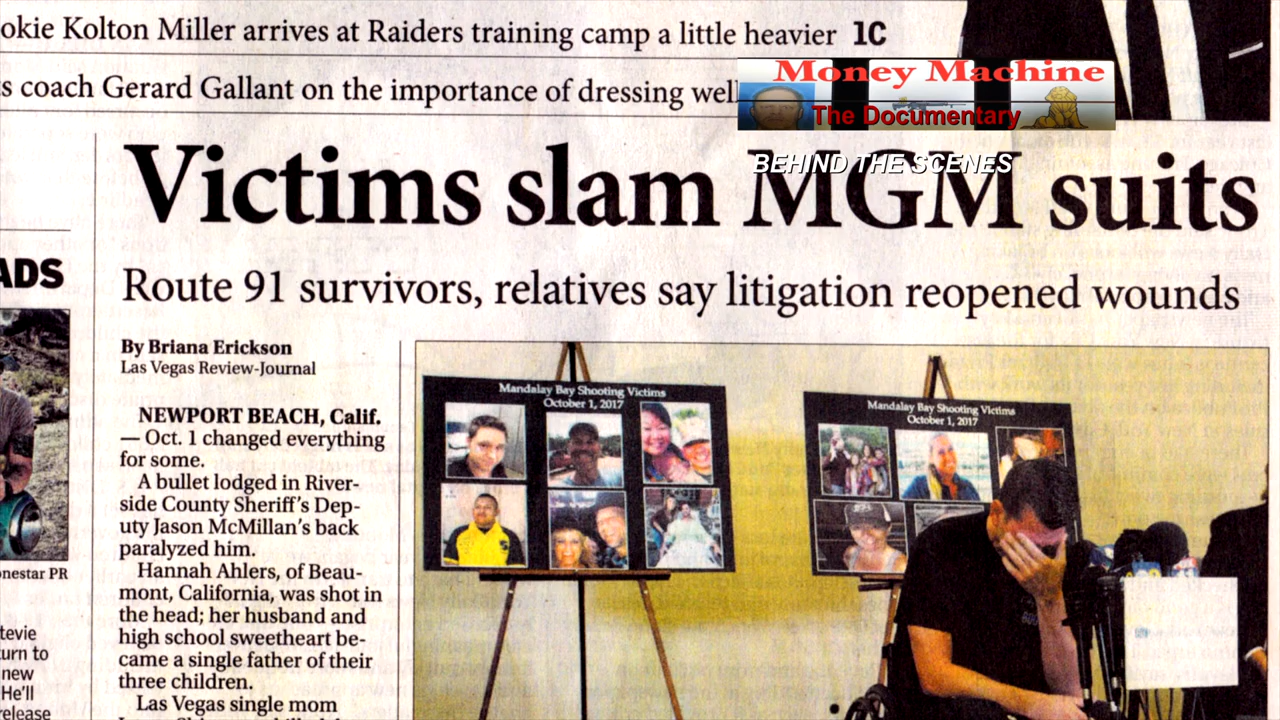 okie Kolton Miller arrives at Raiders training camp a little heavier 1C
s coach Gerard Gallant on the importance of dressing well
Money Machine
The Documentary
BEHIND THE SCENES
Victims slam MGM suits
Route 91 survivors, relatives say litigation reopened wounds
ADS
By Briana Erickson
Las Vegas Review-Journal
NEWPORT BEACH, Calif.
— Oct. 1 changed everything
for some.
A bullet lodged in River-
side County Sheriff's Dep-
uty Jason McMillan's back
paralyzed him.
Hannah Ahlers, of Beau-
mont, California, was shot in
the head; her husband and
high school sweetheart be-
came a single father of their
three children.
Las Vegas single mom
Mandalay Bay Shooting Victims
October 1, 2017
Mandalay Bay Shooting Victims
October 1, 2017
nestar PR
tevie
urn to
new
He'll
release